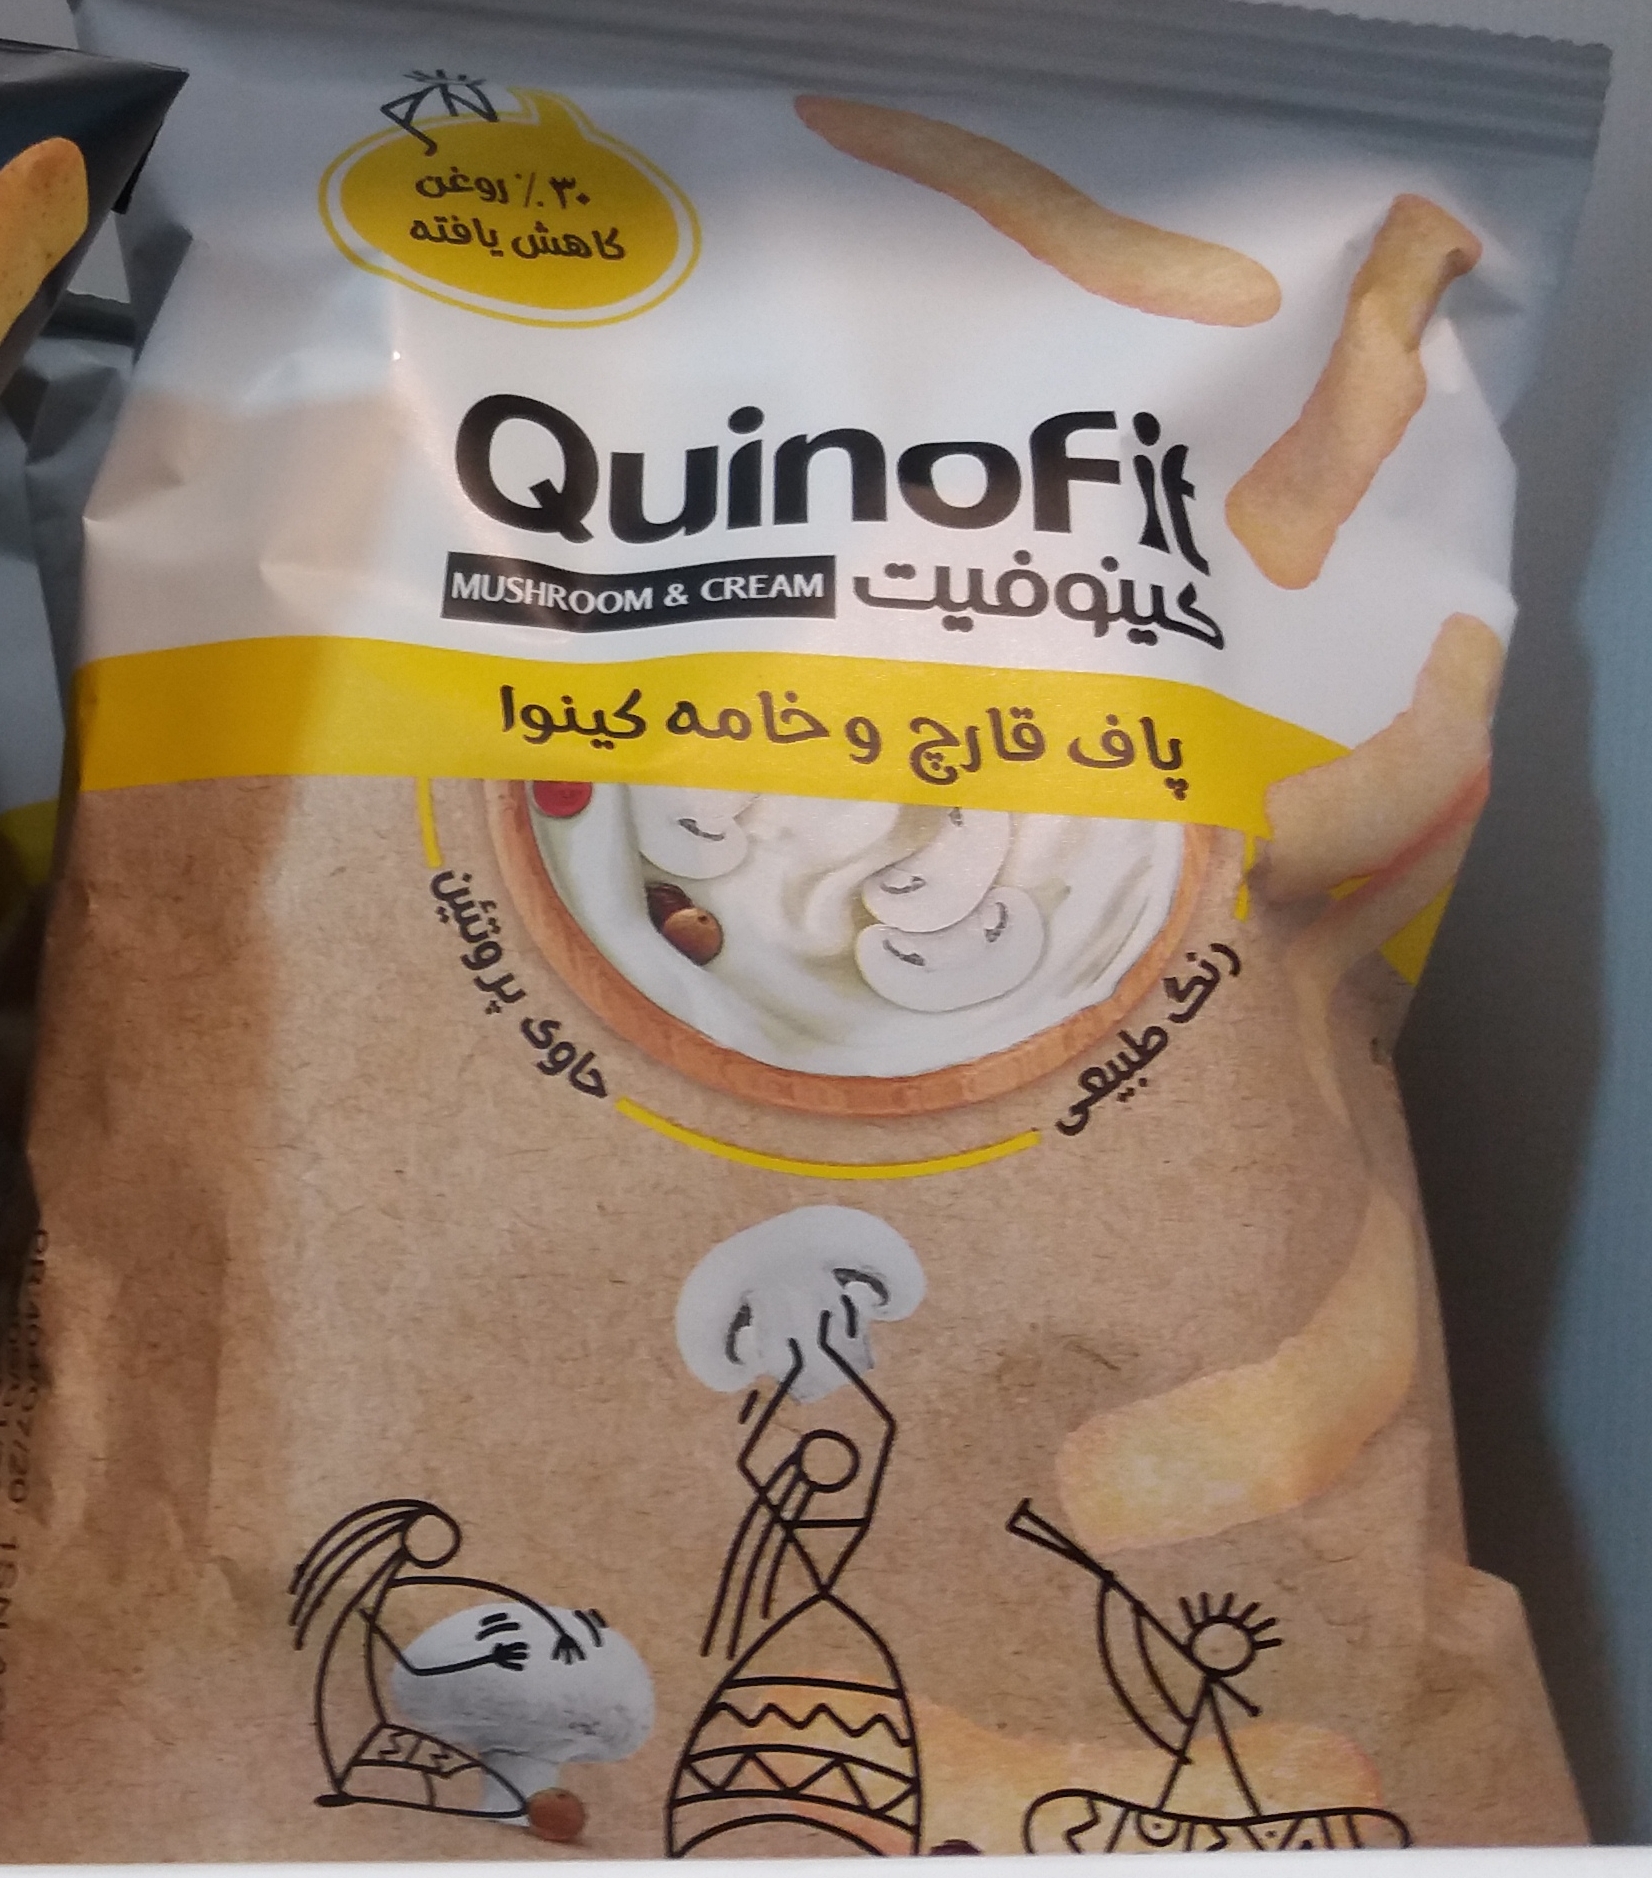 ۳۰٪ روغن
کاهش یافته
QuinoFit
کینوفیت
MUSHROOM & CREAM
پاف قارچ و خامه کینوا
حاوی پروتئین
رنگ طبیعی